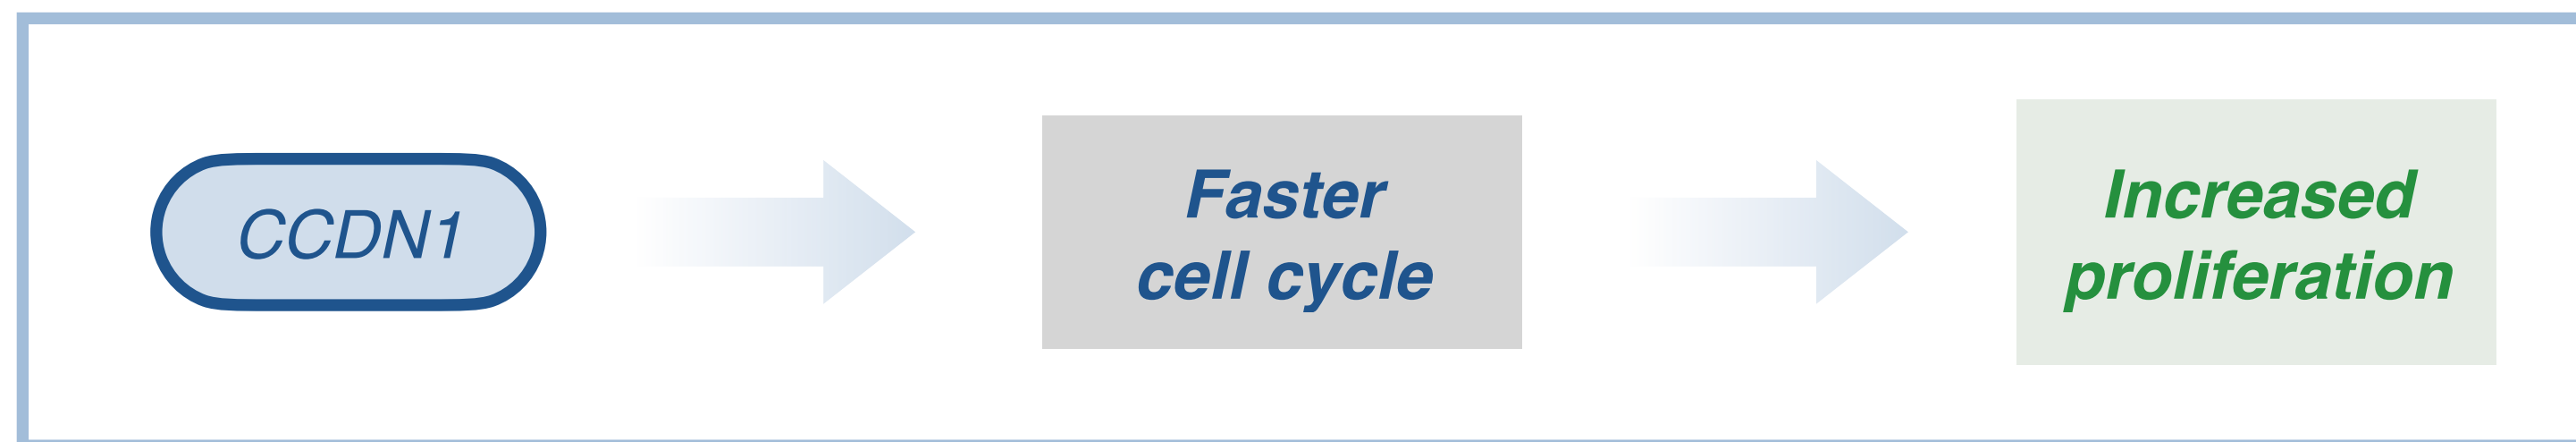 CCDN1
Faster
cell cycle
Increased
proliferation